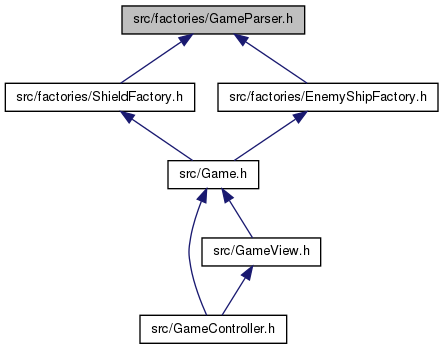 src/factories/GameParser.h
src/factories/ShieldFactory.h
src/factories/EnemyShipFactory.h
src/Game.h
src/GameView.h
src/GameController.h